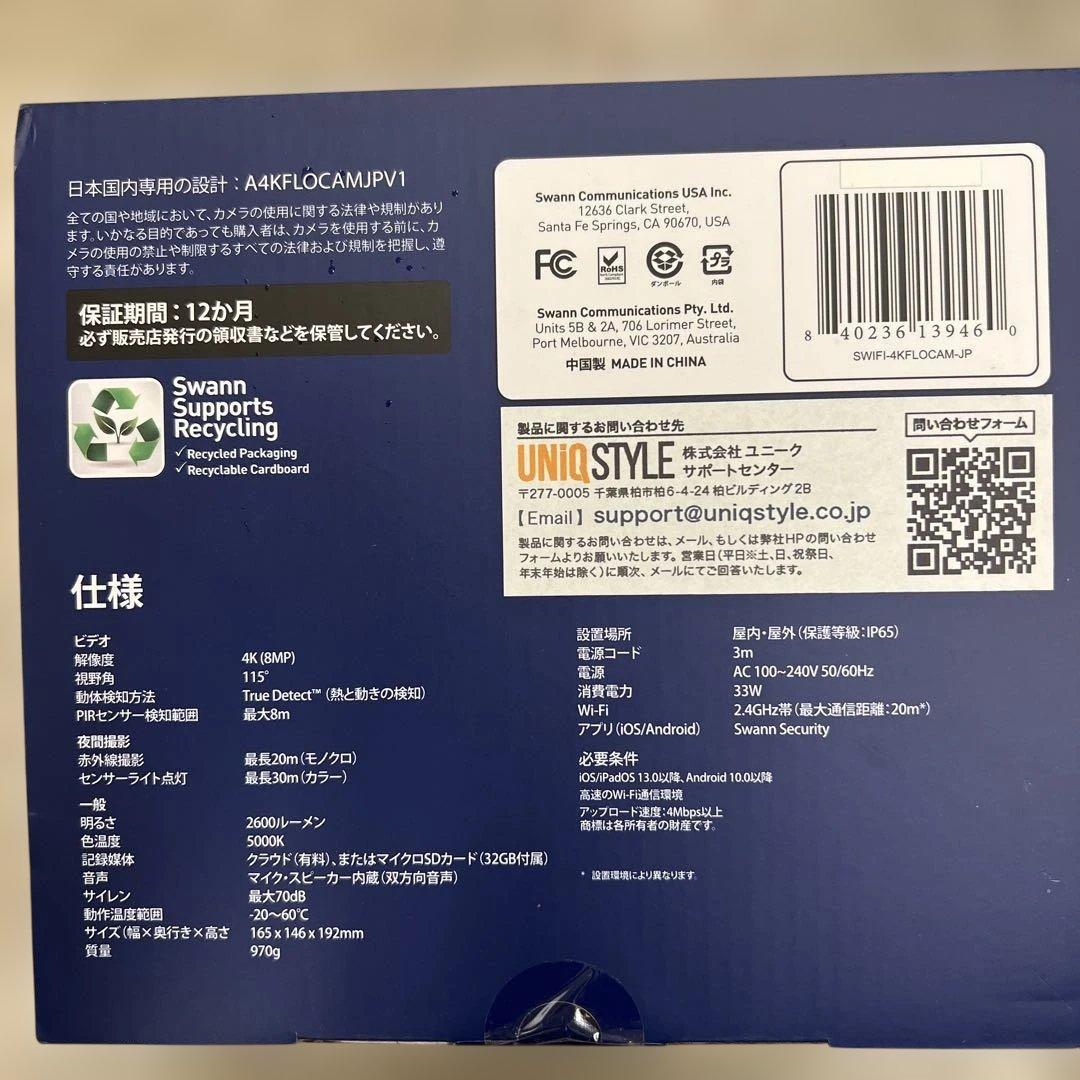 日本国内専用の設計：A4KFLOCAMJPV1
全ての国や地域において、カメラの使用に関する法律や規制があり
ます。いかなる目的であっても購入者は、カメラを使用する前に、カ
メラの使用の禁止や制限するすべての法律および規制を把握し、遵
守する責任があります。
保証期間：12か月
必ず販売店発行の領収書などを保管してください。
Swann
Supports
Recycling
✓Recycled Packaging
✓Recyclable Cardboard
Swann Communications USA Inc.
12636 Clark Street,
Santa Fe Springs, CA 90670, USA
FC
RoHS
ダンボール
プラ
内袋
Swann Communications Pty. Ltd.
Units 5B & 2A, 706 Lorimer Street,
Port Melbourne, VIC 3207, Australia
中国製 MADE IN CHINA
8 40236 13946 0
SWIFI-4KFLOCAM-JP
製品に関するお問い合わせ先
UNiQSTYLE 株式会社 ユニーク
サポートセンター
〒277-0005 千葉県柏市柏6-4-24 柏ビルディング2B
【Email】support@uniqstyle.co.jp
製品に関するお問い合わせは、メール、もしくは弊社HPの問い合わせ
フォームよりお願いいたします。営業日(平日※土、日、祝祭日、
年末年始は除く)に順次、メールにてご回答いたします。
問い合わせフォーム
仕様
ビデオ
解像度 4K (8MP)
視野角 115°
動体検知方法 True Detect™（熱と動きの検知）
PIRセンサー検知範囲 最大8m
夜間撮影
赤外線撮影 最長20m（モノクロ）
センサーライト点灯 最長30m（カラー）
一般
明るさ 2600ルーメン
色温度 5000K
記録媒体 クラウド（有料）、またはマイクロSDカード（32GB付属）
音声 マイク・スピーカー内蔵（双方向音声）
サイレン 最大70dB
動作温度範囲 -20～60℃
サイズ（幅×奥行き×高さ 165 x 146 x 192mm
質量 970g
設置場所 屋内・屋外（保護等級：IP65）
電源コード 3m
電源 AC 100~240V 50/60Hz
消費電力 33W
Wi-Fi 2.4GHz帯（最大通信距離：20m*）
アプリ（iOS/Android） Swann Security
必要条件
iOS/iPadOS 13.0以降、Android 10.0以降
高速のWi-Fi通信環境
アップロード速度：4Mbps以上
商標は各所有者の財産です。
* 設置環境により異なります。